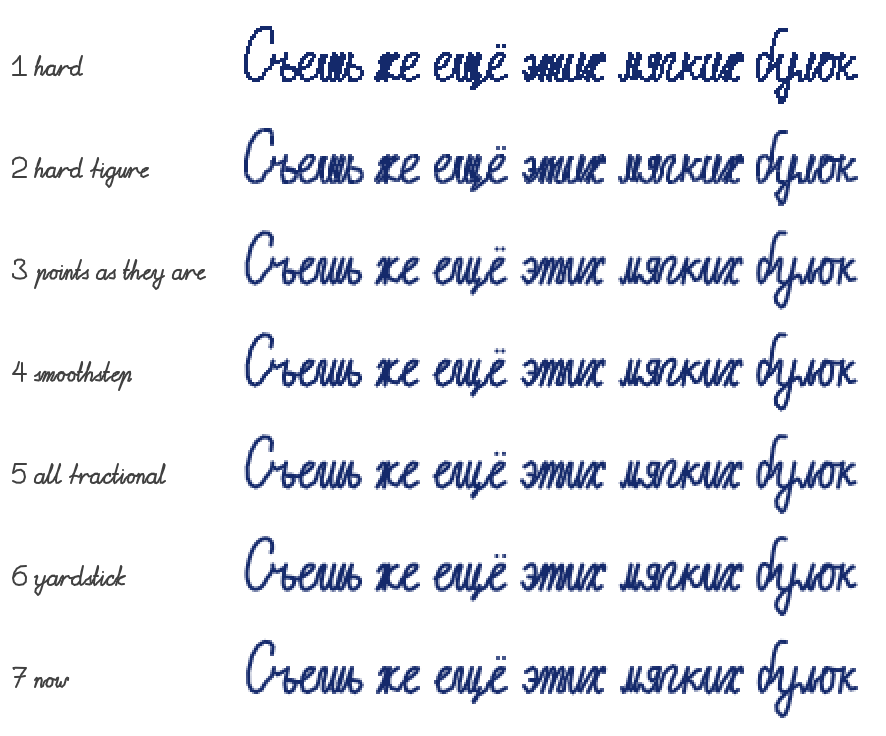 1 hard Съешь же ещё этих мягких булок
2 hard figure Съешь же ещё этих мягких булок
3 points as they are Съешь же ещё этих мягких булок
4 smoothstep Съешь же ещё этих мягких булок
5 all fractional Съешь же ещё этих мягких булок
6 yardstick Съешь же ещё этих мягких булок
7 now Съешь же ещё этих мягких булок